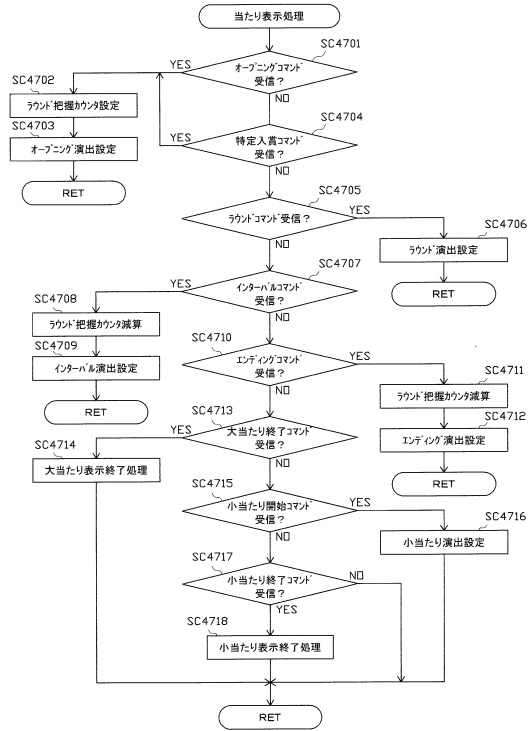 当たり表示処理
SC4701
オープニングコマンド
受信？
YES
NO
SC4702
ラウンド把握カウンタ設定
SC4703
オープニング演出設定
RET
SC4704
特定入賞コマンド
受信？
YES
NO
SC4705
ラウンドコマンド受信？
YES
NO
SC4706
ラウンド演出設定
RET
SC4707
インターバルコマンド
受信？
YES
NO
SC4708
ラウンド把握カウンタ減算
SC4709
インターバル演出設定
RET
SC4710
エンディングコマンド
受信？
YES
NO
SC4711
ラウンド把握カウンタ減算
SC4712
エンディング演出設定
RET
SC4713
大当たり終了コマンド
受信？
YES
NO
SC4714
大当たり表示終了処理
SC4715
小当たり開始コマンド
受信？
YES
NO
SC4716
小当たり演出設定
SC4717
小当たり終了コマンド
受信？
NO
YES
SC4718
小当たり表示終了処理
RET